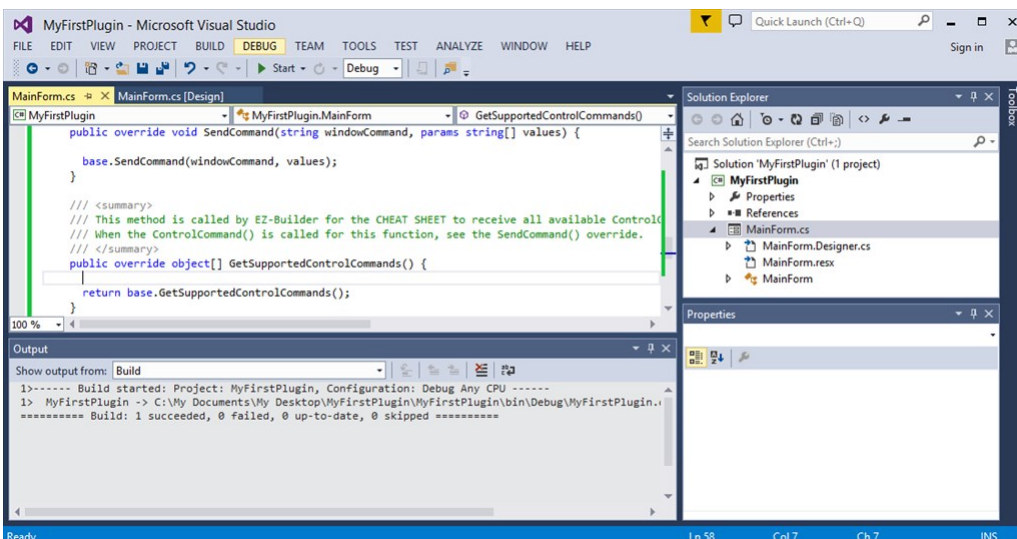 MyFirstPlugin - Microsoft Visual Studio
Quick Launch (Ctrl+Q)
FILE EDIT VIEW PROJECT BUILD DEBUG TEAM TOOLS TEST ANALYZE WINDOW HELP
Sign in
Start Debug
MainForm.cs MainForm.cs [Design]
MyFirstPlugin MyFirstPlugin.MainForm GetSupportedControlCommands()
public override void SendCommand(string windowCommand, params string[] values) {
base.SendCommand(windowCommand, values);
}
/// <summary>
/// This method is called by EZ-Builder for the CHEAT SHEET to receive all available Control
/// When the ControlCommand() is called for this function, see the SendCommand() override.
/// </summary>
public override object[] GetSupportedControlCommands() {
return base.GetSupportedControlCommands();
}
100 %
Output
Show output from: Build
1>------ Build started: Project: MyFirstPlugin, Configuration: Debug Any CPU ------
1> MyFirstPlugin -> C:\My Documents\My Desktop\MyFirstPlugin\MyFirstPlugin\bin\Debug\MyFirstPlugin.
========== Build: 1 succeeded, 0 failed, 0 up-to-date, 0 skipped ==========
Solution Explorer
Search Solution Explorer (Ctrl+;)
Solution 'MyFirstPlugin' (1 project)
C# MyFirstPlugin
Properties
References
MainForm.cs
MainForm.Designer.cs
MainForm.resx
MainForm
Properties
Toolbox
Ready Ln 58 Col 7 Ch 7 INS